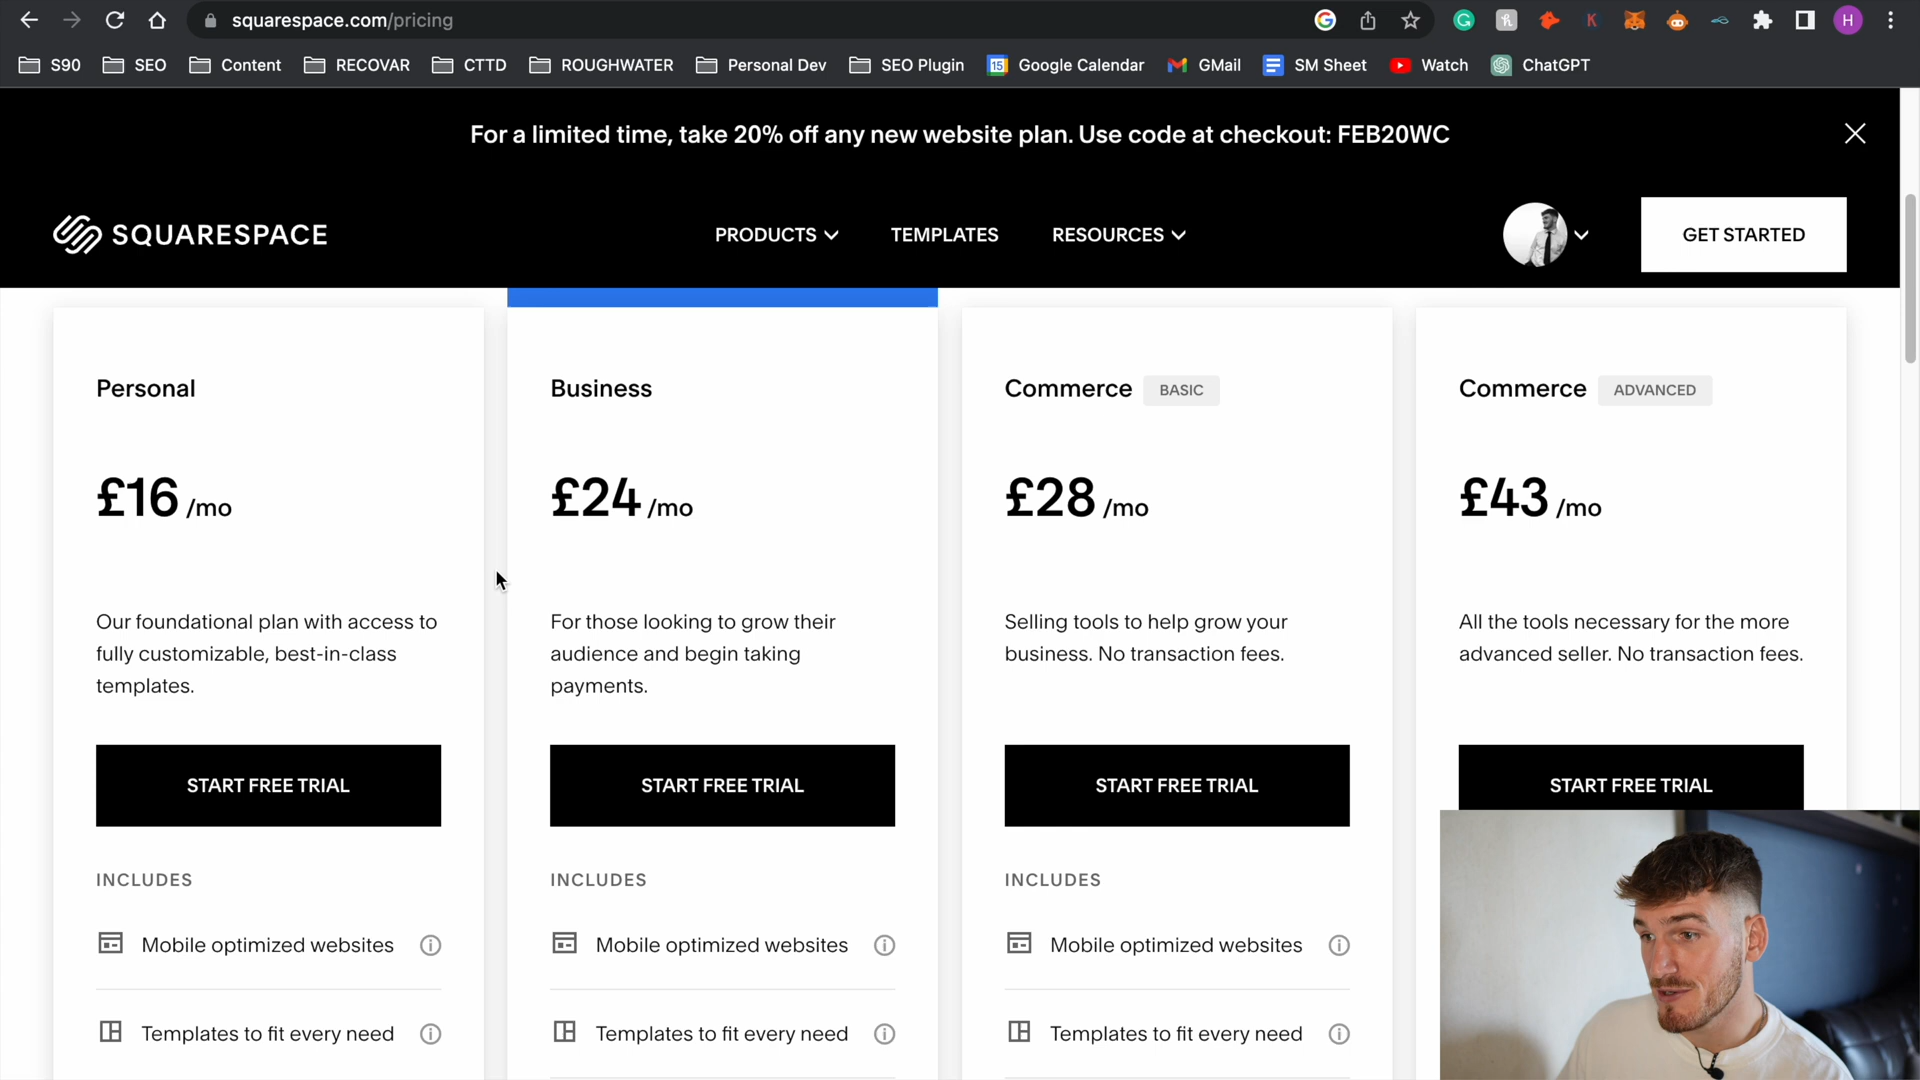 squarespace.com/pricing
S90
SEO
Content
RECOVAR
CTTD
ROUGHWATER
Personal Dev
SEO Plugin
15
Google Calendar
GMail
SM Sheet
Watch
ChatGPT
H
For a limited time, take 20% off any new website plan. Use code at checkout: FEB20WC
SQUARESPACE
PRODUCTS
TEMPLATES
RESOURCES
GET STARTED
Personal
£16 /mo
Our foundational plan with access to
fully customizable, best-in-class
templates.
START FREE TRIAL
INCLUDES
Mobile optimized websites
Templates to fit every need
Business
£24 /mo
For those looking to grow their
audience and begin taking
payments.
START FREE TRIAL
INCLUDES
Mobile optimized websites
Templates to fit every need
Commerce BASIC
£28 /mo
Selling tools to help grow your
business. No transaction fees.
START FREE TRIAL
INCLUDES
Mobile optimized websites
Templates to fit every need
Commerce ADVANCED
£43 /mo
All the tools necessary for the more
advanced seller. No transaction fees.
START FREE TRIAL